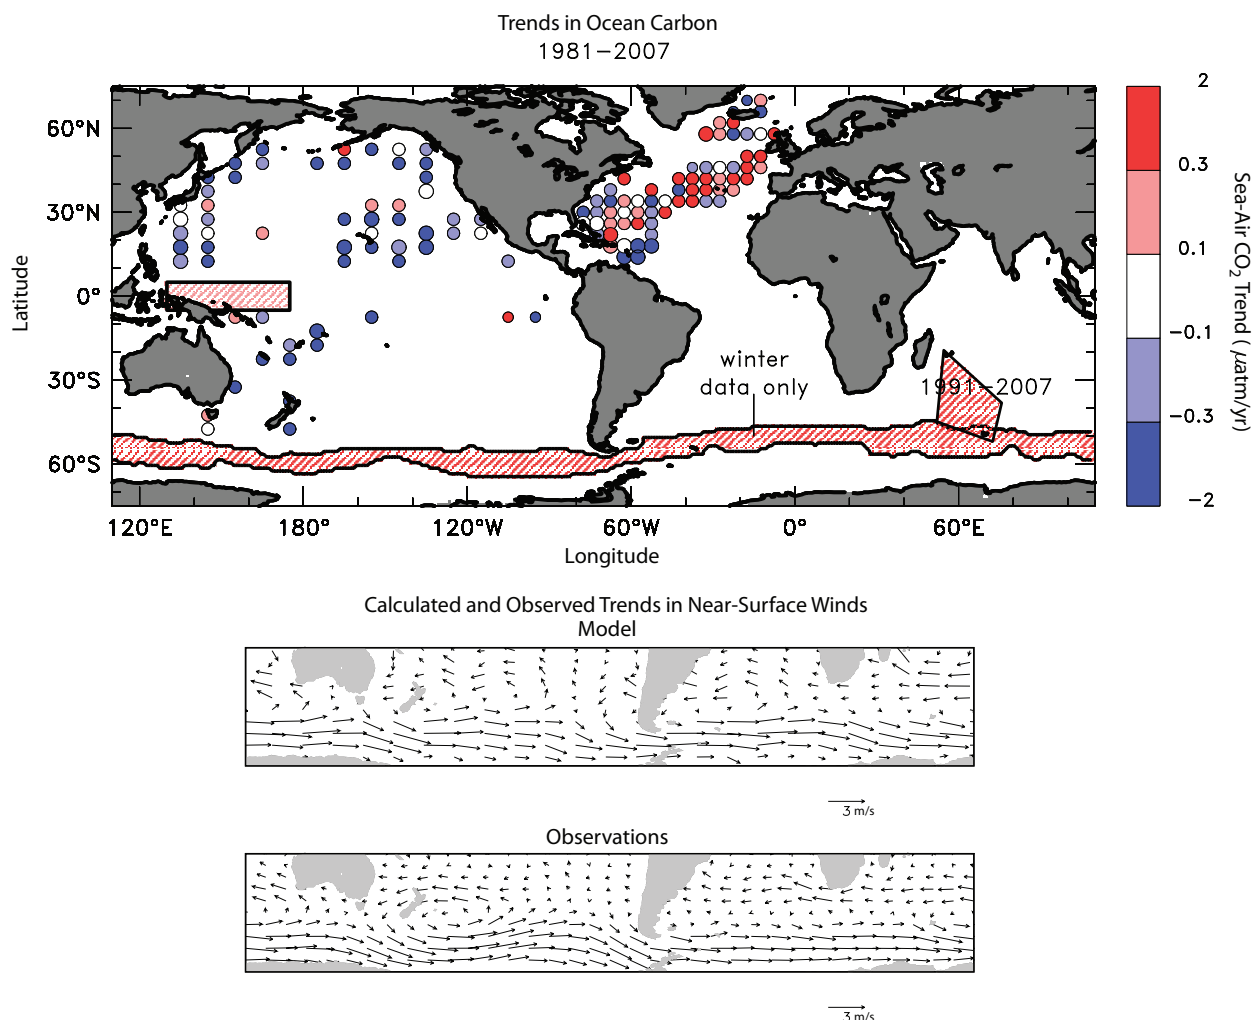 Trends in Ocean Carbon
1981−2007
60°N
30°N
0°
30°S
60°S
Latitude
winter
data only
1991−2007
120°E
180°
120°W
60°W
0°
60°E
Longitude
2
0.3
0.1
−0.1
−0.3
−2
Sea-Air CO2 Trend ( μatm/yr)
Calculated and Observed Trends in Near-Surface Winds
Model
3 m/s
Observations
3 m/s